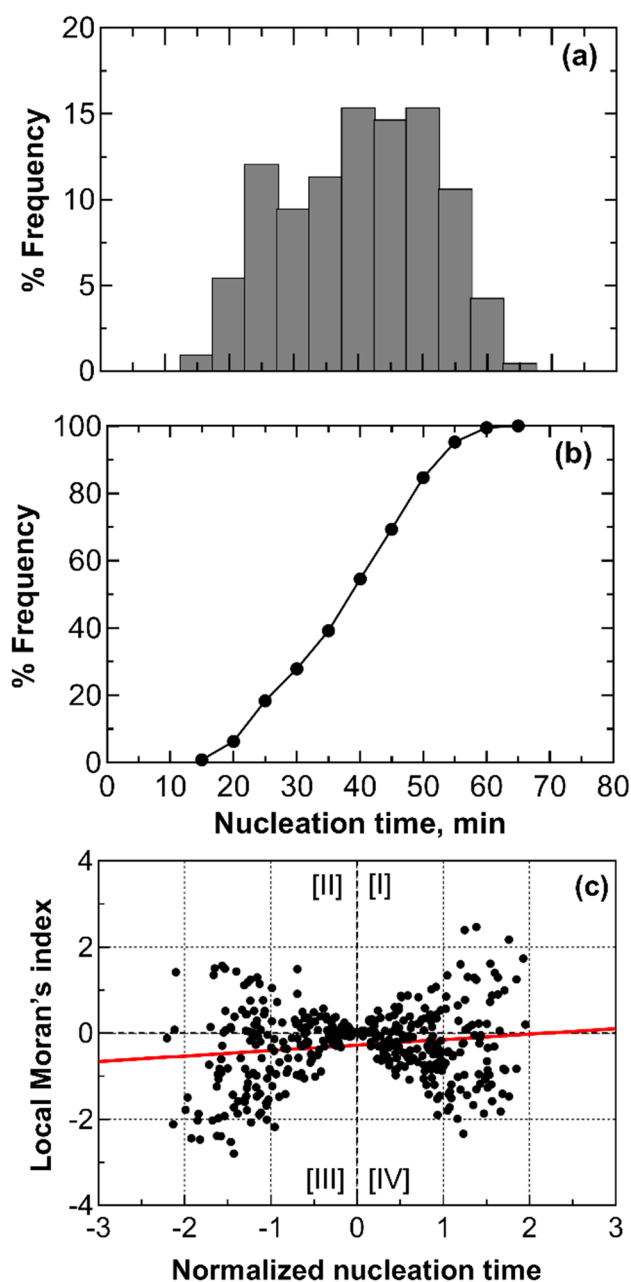 20
(a)
15
10
5
0
% Frequency
100
(b)
80
60
40
20
0
% Frequency
0 10 20 30 40 50 60 70 80
Nucleation time, min
4
[II] [I] (c)
2
0
-2
[III] [IV]
-4
Local Moran's index
-3 -2 -1 0 1 2 3
Normalized nucleation time